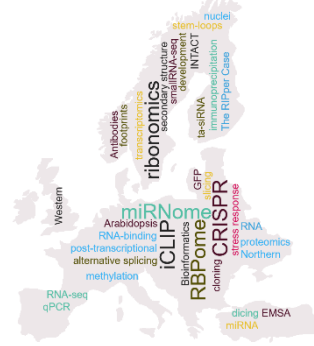 nuclei
stem-loops
secondary structure
smallRNA-seq
development
INTACT
immunoprecipitation
The RIPper Case
ta-siRNA
Antibodies
footprints
transcriptomics
ribonomics
GFP
slicing
CRISPR
stress response
Western
miRNome
Arabidopsis
RNA-binding
post-transcriptional
alternative splicing
methylation
iCLIP
Bioinformatics
RBPome
cloning
RNA
proteomics
Northern
RNA-seq
qPCR
dicing EMSA
miRNA